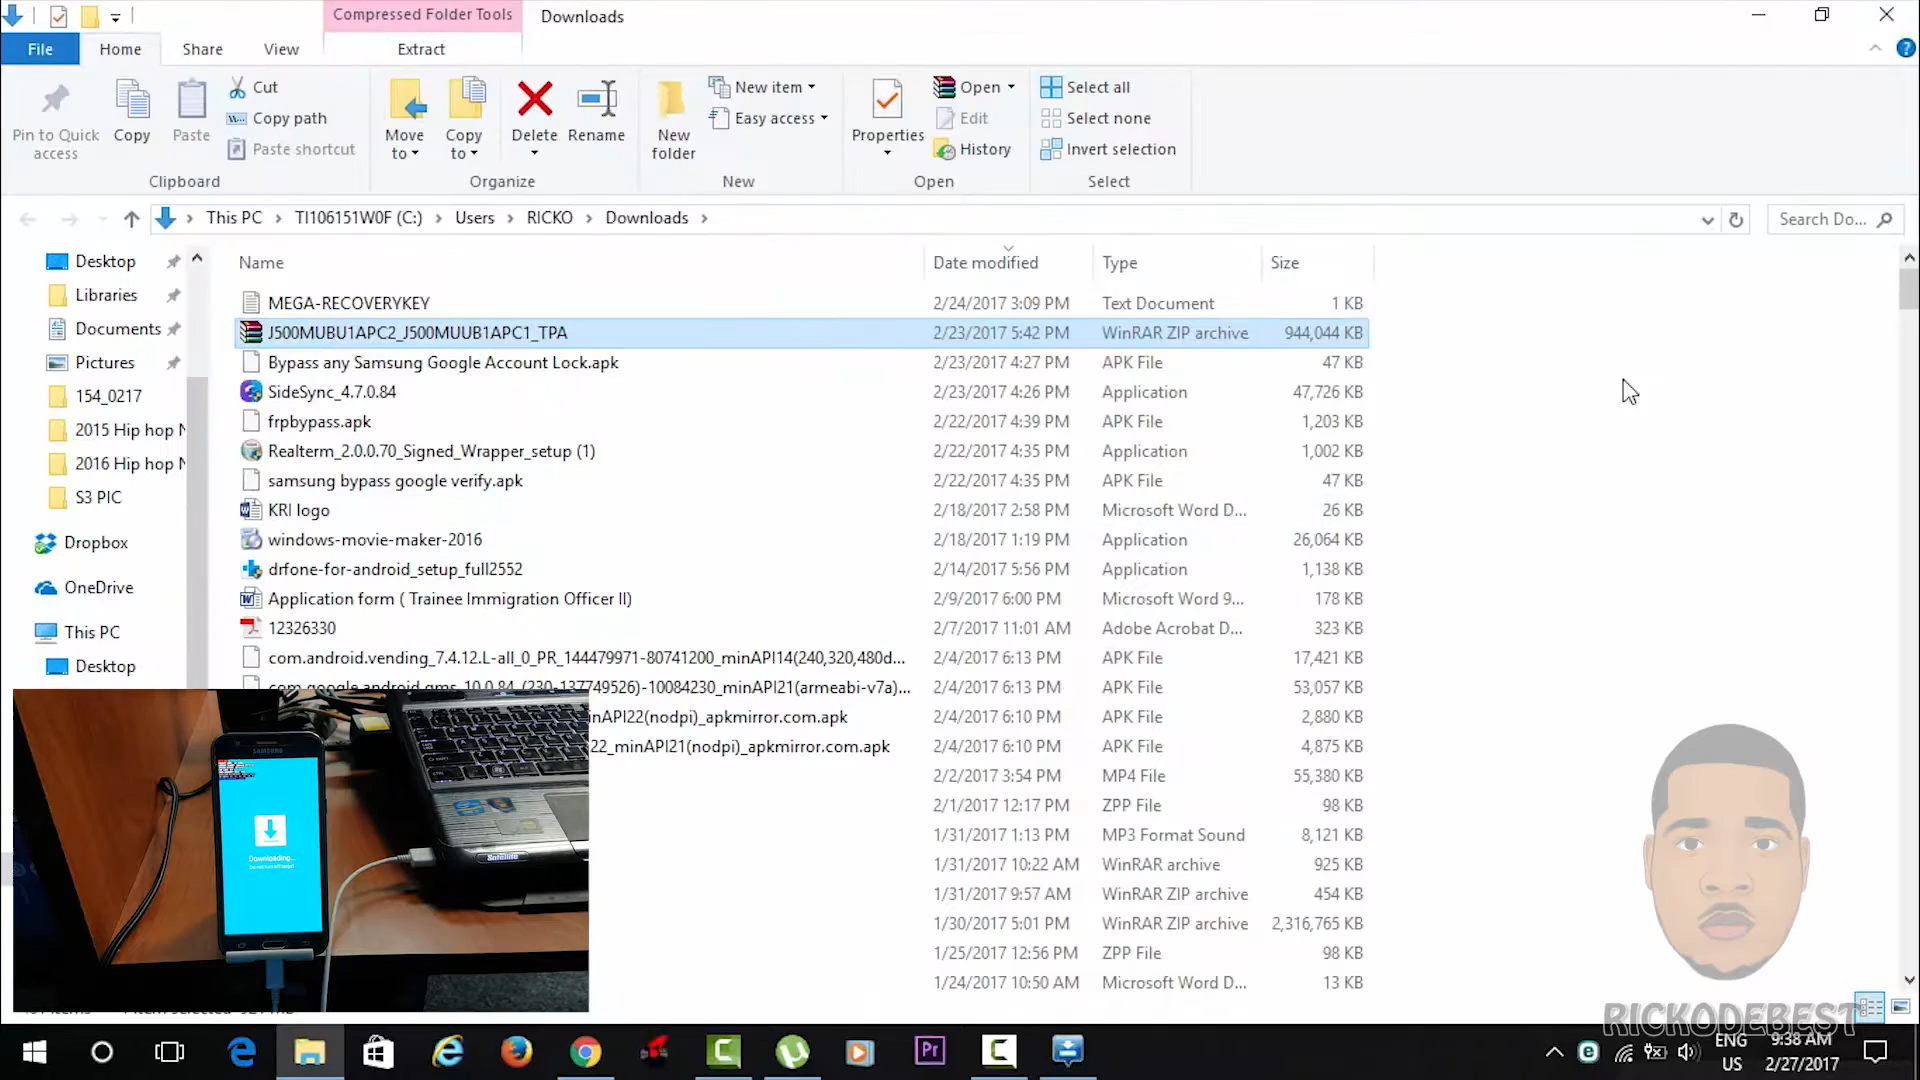 Compressed Folder Tools
Downloads
File
Home
Share
View
Extract
Pin to Quick access
Copy
Paste
Cut
Copy path
Paste shortcut
Clipboard
Move to
Copy to
Delete
Rename
Organize
New folder
New item
Easy access
New
Properties
Open
Edit
History
Open
Select all
Select none
Invert selection
Select
This PC
TI106151W0F (C:)
Users
RICKO
Downloads
Search Do...
Desktop
Libraries
Documents
Pictures
154_0217
2015 Hip hop
2016 Hip hop
S3 PIC
Dropbox
OneDrive
This PC
Desktop
Name Date modified Type Size
MEGA-RECOVERYKEY 2/24/2017 3:09 PM Text Document 1 KB
J500MUBU1APC2_J500MUUB1APC1_TPA 2/23/2017 5:42 PM WinRAR ZIP archive 944,044 KB
Bypass any Samsung Google Account Lock.apk 2/23/2017 4:27 PM APK File 47 KB
SideSync_4.7.0.84 2/23/2017 4:26 PM Application 47,726 KB
frpbypass.apk 2/22/2017 4:39 PM APK File 1,203 KB
Realterm_2.0.0.70_Signed_Wrapper_setup (1) 2/22/2017 4:35 PM Application 1,002 KB
samsung bypass google verify.apk 2/22/2017 4:35 PM APK File 47 KB
KRI logo 2/18/2017 2:58 PM Microsoft Word D... 26 KB
windows-movie-maker-2016 2/18/2017 1:19 PM Application 26,064 KB
drfone-for-android_setup_full2552 2/14/2017 5:56 PM Application 1,138 KB
Application form ( Trainee Immigration Officer II) 2/9/2017 6:00 PM Microsoft Word 9... 178 KB
12326330 2/7/2017 11:01 AM Adobe Acrobat D... 323 KB
com.android.vending_7.4.12.L-all_0_PR_144479971-80741200_minAPI14(240,320,480d... 2/4/2017 6:13 PM APK File 17,421 KB
com.google.android.gms_10.0.84_(230-137749526)-10084230_minAPI21(armeabi-v7a)... 2/4/2017 6:13 PM APK File 53,057 KB
inAPI22(nodpi)_apkmirror.com.apk 2/4/2017 6:10 PM APK File 2,880 KB
22_minAPI21(nodpi)_apkmirror.com.apk 2/4/2017 6:10 PM APK File 4,875 KB
2/2/2017 3:54 PM MP4 File 55,380 KB
2/1/2017 12:17 PM ZPP File 98 KB
1/31/2017 1:13 PM MP3 Format Sound 8,121 KB
1/31/2017 10:22 AM WinRAR archive 925 KB
1/31/2017 9:57 AM WinRAR ZIP archive 454 KB
1/30/2017 5:01 PM WinRAR ZIP archive 2,316,765 KB
1/25/2017 12:56 PM ZPP File 98 KB
1/24/2017 10:50 AM Microsoft Word D... 13 KB
SAMSUNG
Downloading...
Do not turn off target
Satellite
RICKODEBEST
Pr
ENG
US
9:38 AM
2/27/2017